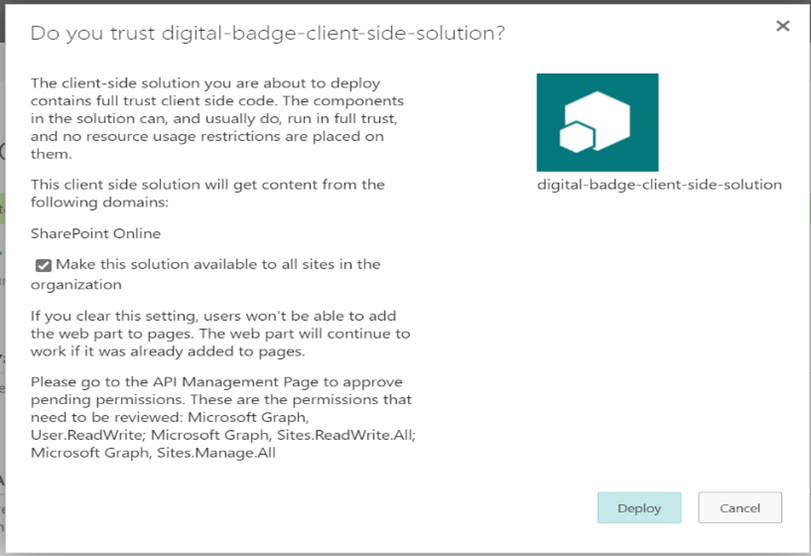 Do you trust digital-badge-client-side-solution?
The client-side solution you are about to deploy
contains full trust client side code. The components
in the solution can, and usually do, run in full trust,
and no resource usage restrictions are placed on
them.
This client side solution will get content from the
following domains:
SharePoint Online
Make this solution available to all sites in the
organization
If you clear this setting, users won't be able to add
the web part to pages. The web part will continue to
work if it was already added to pages.
Please go to the API Management Page to approve
pending permissions. These are the permissions that
need to be reviewed: Microsoft Graph,
User.ReadWrite; Microsoft Graph, Sites.ReadWrite.All;
Microsoft Graph, Sites.Manage.All
digital-badge-client-side-solution
Deploy
Cancel